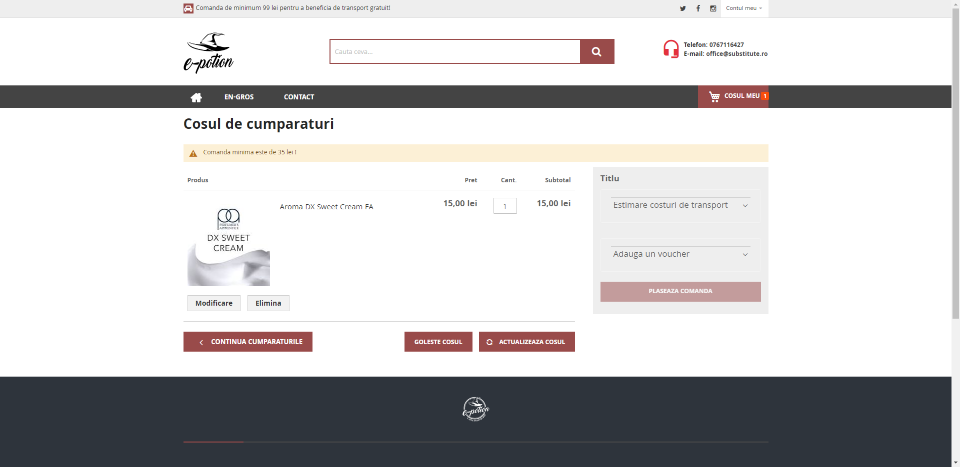 Comanda de minimum 99 lei pentru a beneficia de transport gratuit!
Contul meu
e-potion
Cauta ceva...
Telefon: 0767116427
E-mail: office@substitute.ro
EN-GROS
CONTACT
COSUL MEU 1
Cosul de cumparaturi
Comanda minima este de 35 lei !
Produs
Pret
Cant.
Subtotal
DX SWEET
CREAM
Aroma DX Sweet Cream FA
15,00 lei
1
15,00 lei
Modificare
Elimina
Titlu
Estimare costuri de transport
Adauga un voucher
PLASEAZA COMANDA
CONTINUA CUMPARATURILE
GOLESTE COSUL
ACTUALIZEAZA COSUL
e-potion